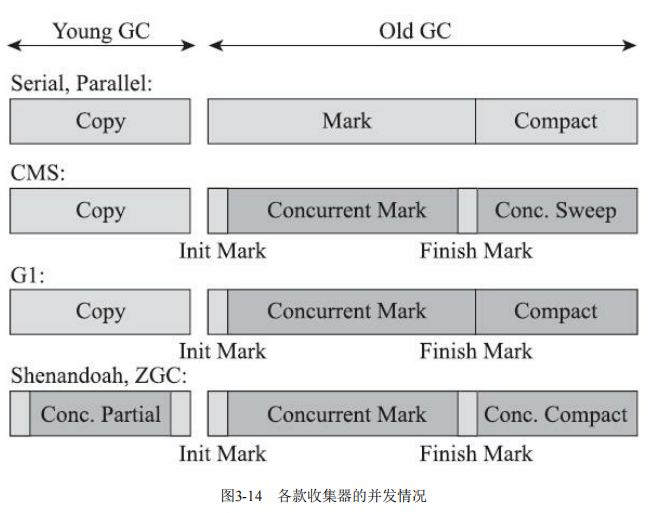 Young GC Old GC
Serial, Parallel:
Copy Mark Compact
CMS:
Copy Concurrent Mark Conc. Sweep
Init Mark Finish Mark
G1:
Copy Concurrent Mark Compact
Init Mark Finish Mark
Shenandoah, ZGC:
Conc. Partial Concurrent Mark Conc. Compact
Init Mark Finish Mark
图3-14 各款收集器的并发情况